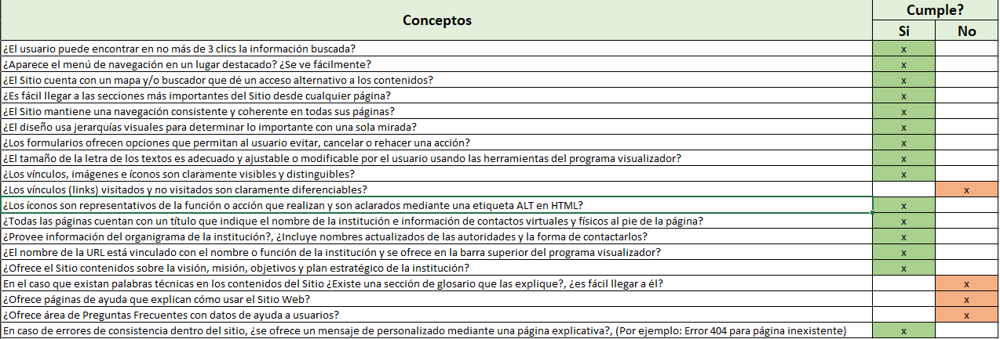 Conceptos
Cumple?
Si No
¿El usuario puede encontrar en no más de 3 clics la información buscada? x
¿Aparece el menú de navegación en un lugar destacado? ¿Se ve fácilmente? x
¿El Sitio cuenta con un mapa y/o buscador que dé un acceso alternativo a los contenidos? x
¿Es fácil llegar a las secciones más importantes del Sitio desde cualquier página? x
¿El Sitio mantiene una navegación consistente y coherente en todas sus páginas? x
¿El diseño usa jerarquías visuales para determinar lo importante con una sola mirada? x
¿Los formularios ofrecen opciones que permitan al usuario evitar, cancelar o rehacer una acción? x
¿El tamaño de la letra de los textos es adecuado y ajustable o modificable por el usuario usando las herramientas del programa visualizador? x
¿Los vínculos, imágenes e íconos son claramente visibles y distinguibles? x
¿Los vínculos (links) visitados y no visitados son claramente diferenciables? x
¿Los íconos son representativos de la función o acción que realizan y son aclarados mediante una etiqueta ALT en HTML? x
¿Todas las páginas cuentan con un título que indique el nombre de la institución e información de contactos virtuales y físicos al pie de la página? x
¿Provee información del organigrama de la institución?, ¿Incluye nombres actualizados de las autoridades y la forma de contactarlos? x
¿El nombre de la URL está vinculado con el nombre o función de la institución y se ofrece en la barra superior del programa visualizador? x
¿Ofrece el Sitio contenidos sobre la visión, misión, objetivos y plan estratégico de la institución? x
En el caso que existan palabras técnicas en los contenidos del Sitio ¿Existe una sección de glosario que las explique?, ¿es fácil llegar a él? x
¿Ofrece páginas de ayuda que explican cómo usar el Sitio Web? x
¿Ofrece área de Preguntas Frecuentes con datos de ayuda a usuarios? x
En caso de errores de consistencia dentro del sitio, ¿se ofrece un mensaje de personalizado mediante una página explicativa?, (Por ejemplo: Error 404 para página inexistente) x